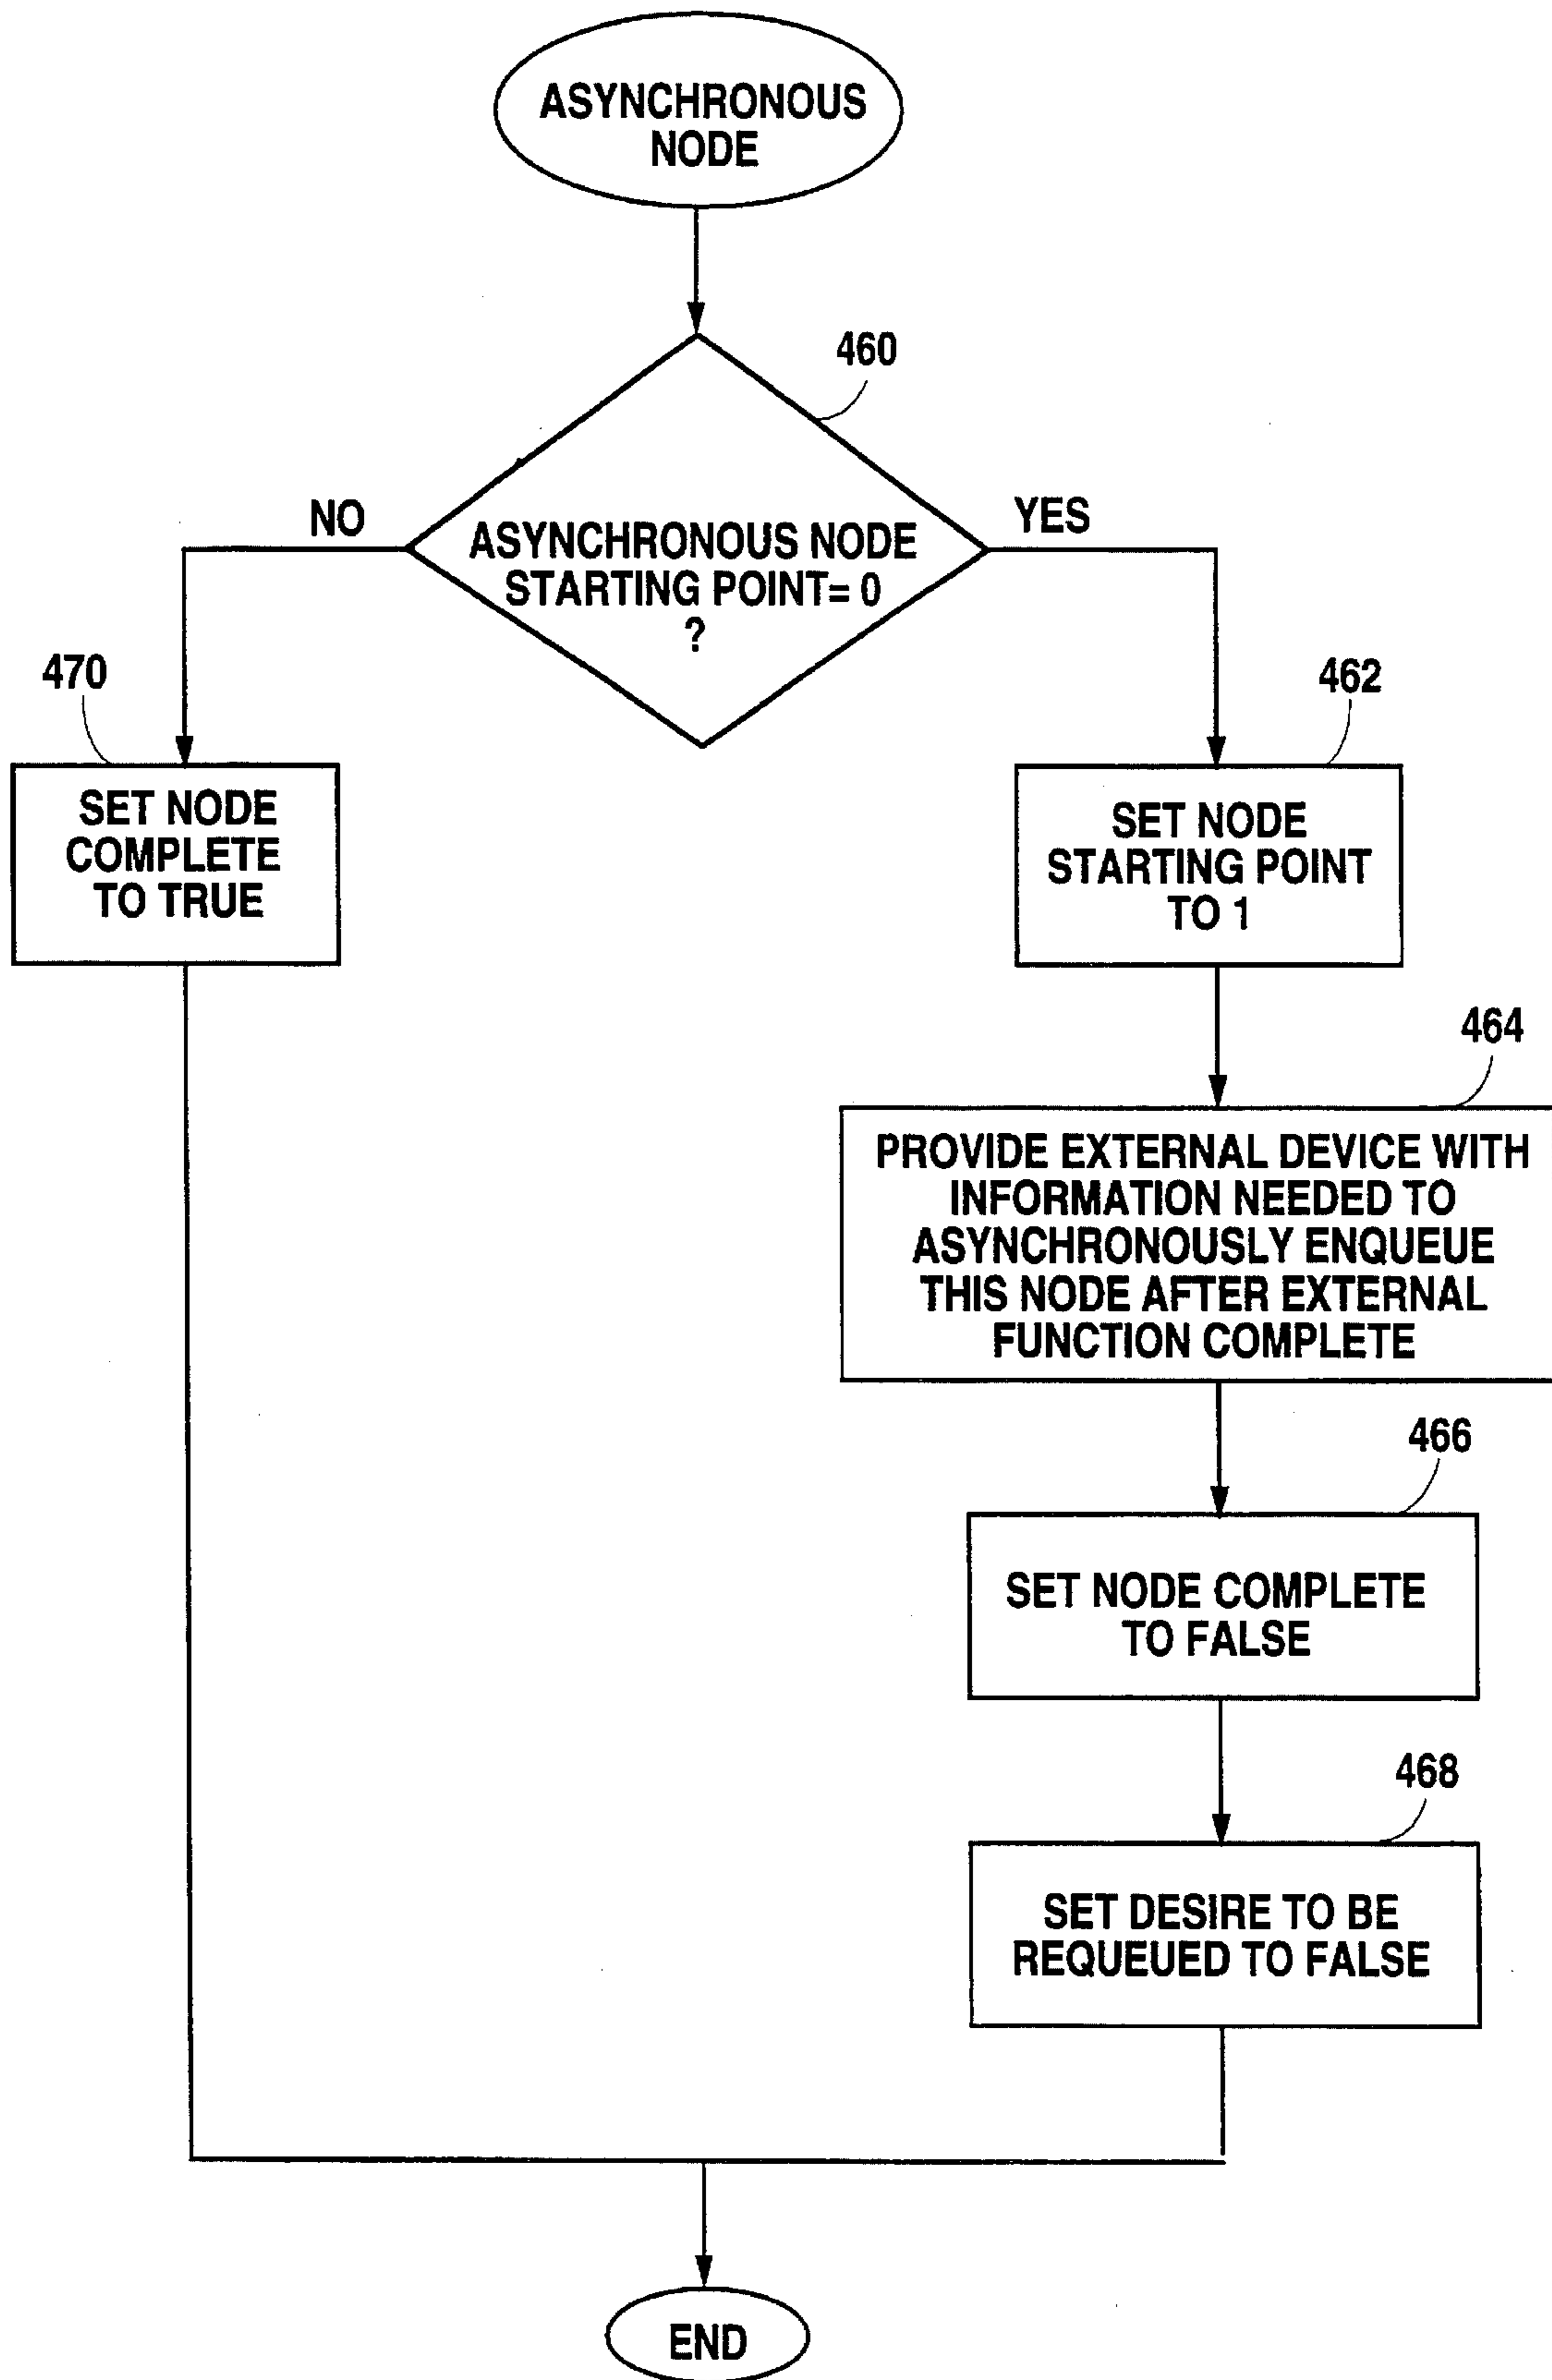 ASYNCHRONOUS
NODE
460
NO
YES
ASYNCHRONOUS NODE
STARTING POINT= 0
?
470
462
SET NODE
COMPLETE
TO TRUE
SET NODE
STARTING POINT
TO 1
464
PROVIDE EXTERNAL DEVICE WITH
INFORMATION NEEDED TO
ASYNCHRONOUSLY ENQUEUE
THIS NODE AFTER EXTERNAL
FUNCTION COMPLETE
466
SET NODE COMPLETE
TO FALSE
468
SET DESIRE TO BE
REQUEUED TO FALSE
END